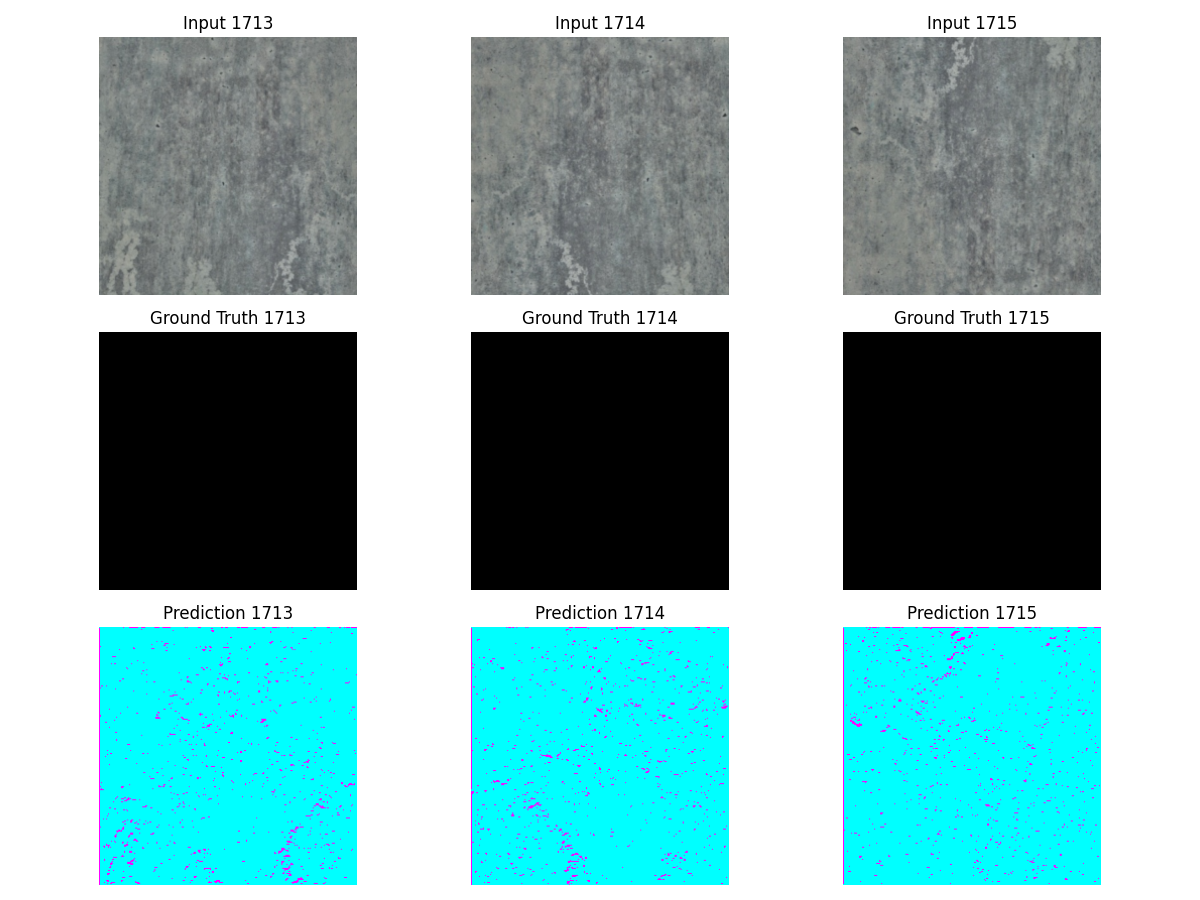 Input 1713
Input 1714
Input 1715
Ground Truth 1713
Ground Truth 1714
Ground Truth 1715
Prediction 1713
Prediction 1714
Prediction 1715